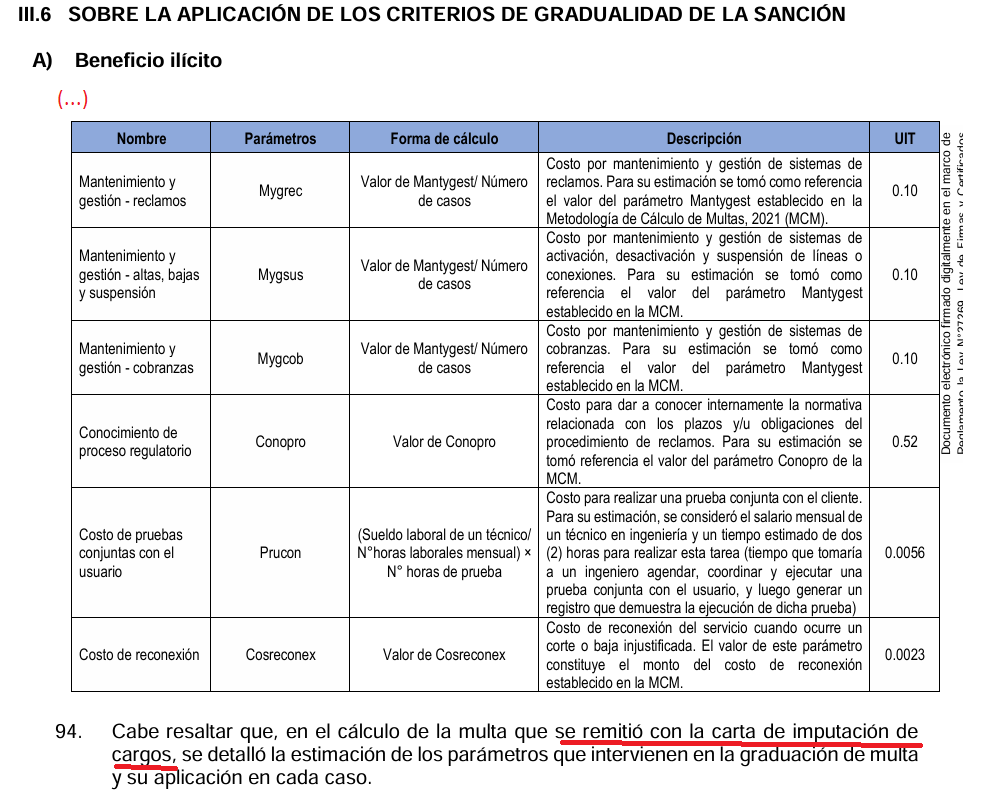 III.6 SOBRE LA APLICACIÓN DE LOS CRITERIOS DE GRADUALIDAD DE LA SANCIÓN
A) Beneficio ilícito
(...)
Nombre Parámetros Forma de cálculo Descripción UIT
Mantenimiento y
gestión - reclamos
Mygrec
Valor de Mantygest/ Número
de casos
Costo por mantenimiento y gestión de sistemas de
reclamos. Para su estimación se tomó como referencia
el valor del parámetro Mantygest establecido en la
Metodología de Cálculo de Multas, 2021 (MCM).
0.10
Mantenimiento y
gestión - altas, bajas
y suspensión
Mygsus
Valor de Mantygest/ Número
de casos
Costo por mantenimiento y gestión de sistemas de
activación, desactivación y suspensión de líneas o
conexiones. Para su estimación se tomó como
referencia el valor del parámetro Mantygest
establecido en la MCM.
0.10
Mantenimiento y
gestión - cobranzas
Mygcob
Valor de Mantygest/ Número
de casos
Costo por mantenimiento y gestión de sistemas de
cobranzas. Para su estimación se tomó como
referencia el valor del parámetro Mantygest
establecido en la MCM.
0.10
Conocimiento de
proceso regulatorio
Conopro
Valor de Conopro
Costo para dar a conocer internamente la normativa
relacionada con los plazos y/u obligaciones del
procedimiento de reclamos. Para su estimación se
tomó referencia el valor del parámetro Conopro de la
MCM.
0.52
Costo de pruebas
conjuntas con el
usuario
Prucon
(Sueldo laboral de un técnico/
N°horas laborales mensual) ×
N° horas de prueba
Costo para realizar una prueba conjunta con el cliente.
Para su estimación, se consideró el salario mensual de
un técnico en ingeniería y un tiempo estimado de dos
(2) horas para realizar esta tarea (tiempo que tomaría
a un ingeniero agendar, coordinar y ejecutar una
prueba conjunta con el usuario, y luego generar un
registro que demuestra la ejecución de dicha prueba)
0.0056
Costo de reconexión
Cosreconex
Valor de Cosreconex
Costo de reconexión del servicio cuando ocurre un
corte o baja injustificada. El valor de este parámetro
constituye el monto del costo de reconexión
establecido en la MCM.
0.0023
Documento electrónico firmado digitalmente en el marco de
Reglamento la Ley N°27269, Ley de Firmas y Certificados
94. Cabe resaltar que, en el cálculo de la multa que se remitió con la carta de imputación de
cargos, se detalló la estimación de los parámetros que intervienen en la graduación de multa
y su aplicación en cada caso.